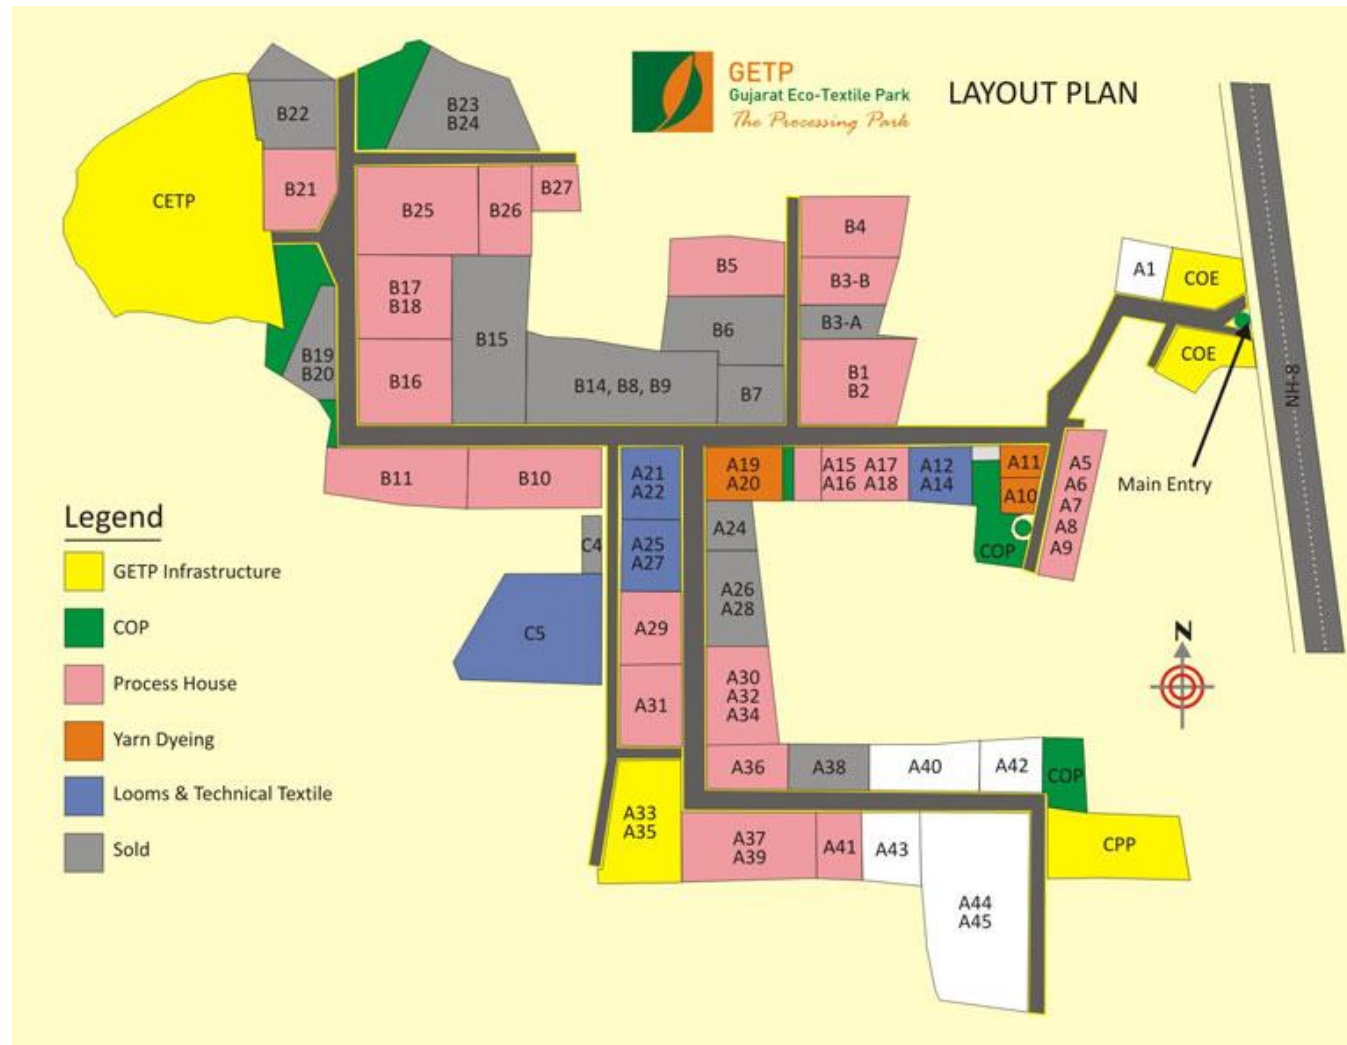 GETP
Gujarat Eco-Textile Park
The Processing Park
LAYOUT PLAN
B22
B23
B24
CETP
B21
B25
B26
B27
B4
B5
B3-B
A1
COE
B17
B18
B3-A
B6
B15
COE
B19
B20
B16
B14, B8, B9
B7
B1
B2
NH-8
Main Entry
B11
B10
A21
A22
A19
A20
A15 A17
A16 A18
A12
A14
A11
A10
A5
A6
A7
A8
A9
COP
C4
A25
A27
A24
A26
A28
C5
A29
A31
A30
A32
A34
N
A36
A38
A40
A42
COP
A33
A35
A37
A39
A41
A43
CPP
A44
A45
Legend
GETP Infrastructure
COP
Process House
Yarn Dyeing
Looms & Technical Textile
Sold